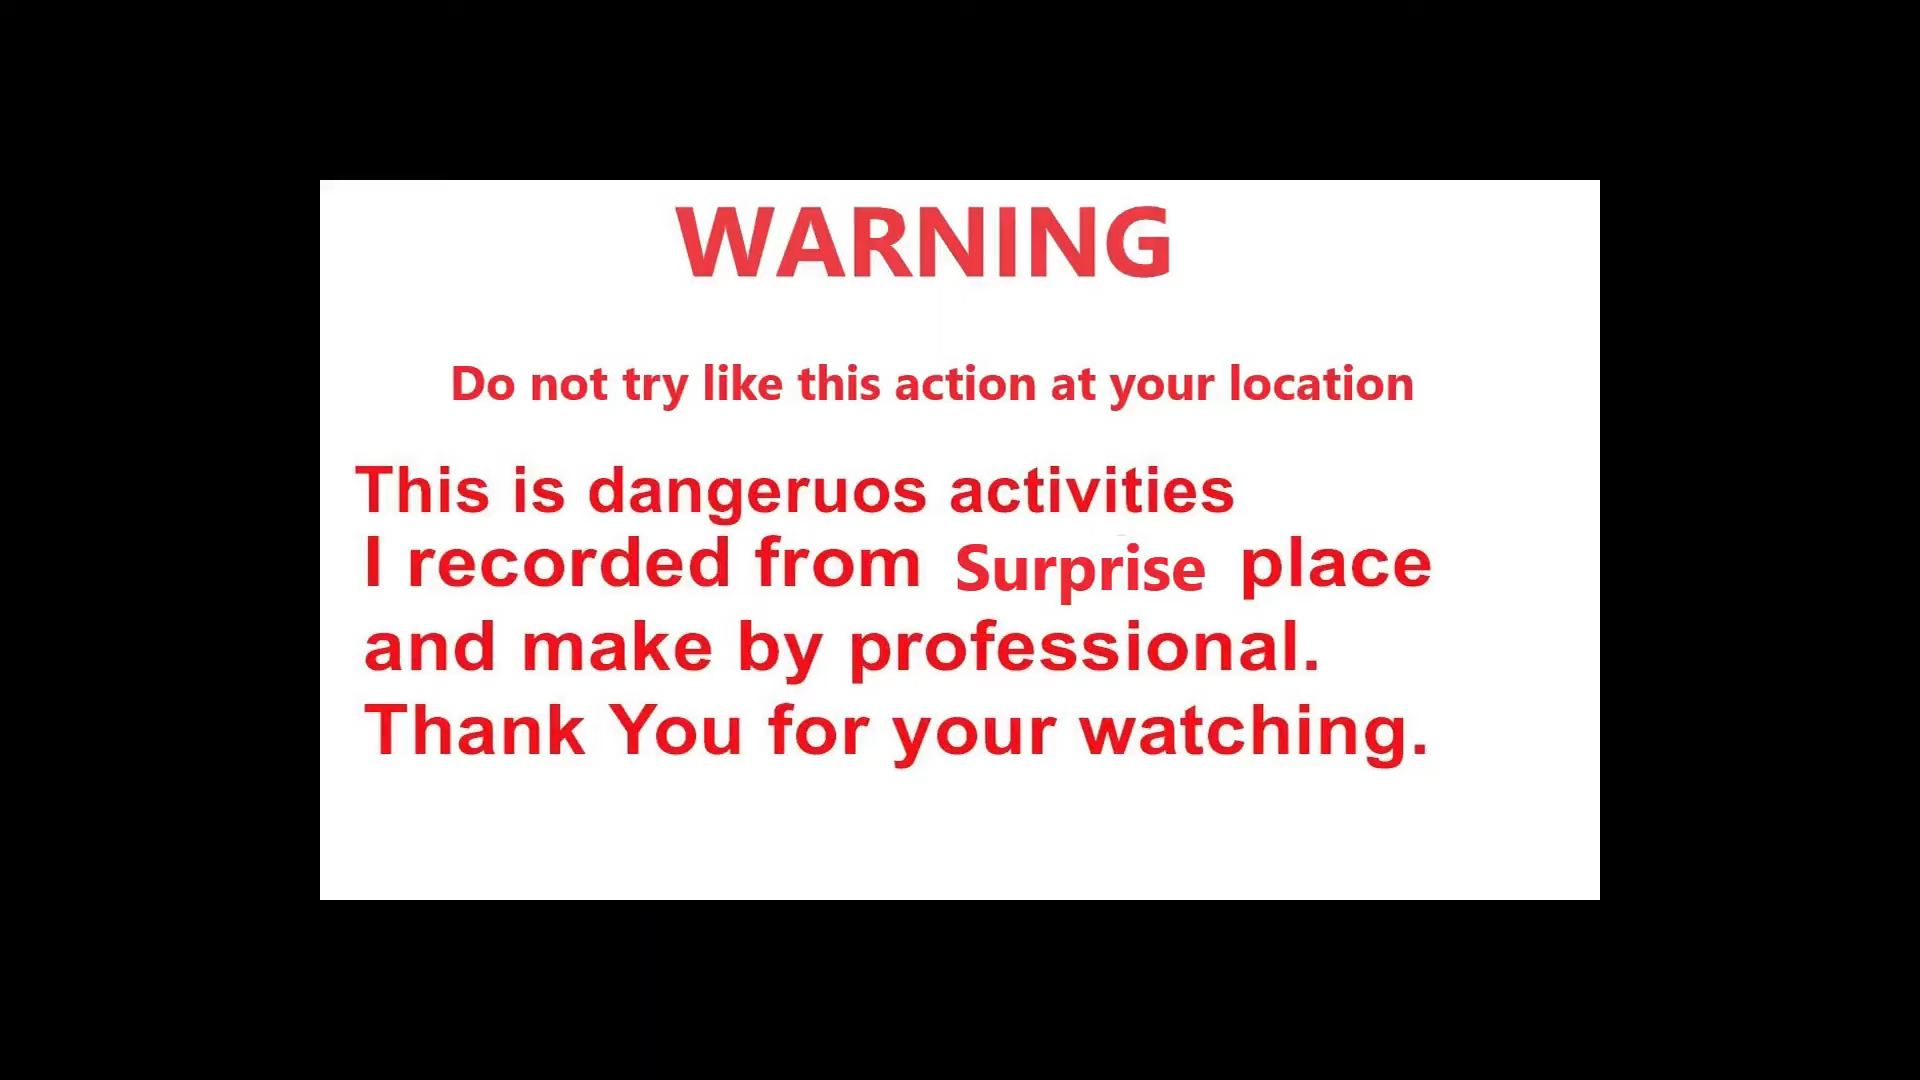 WARNING
Do not try like this action at your location
This is dangeruos activities
I recorded from Surprise place
and make by professional.
Thank You for your watching.